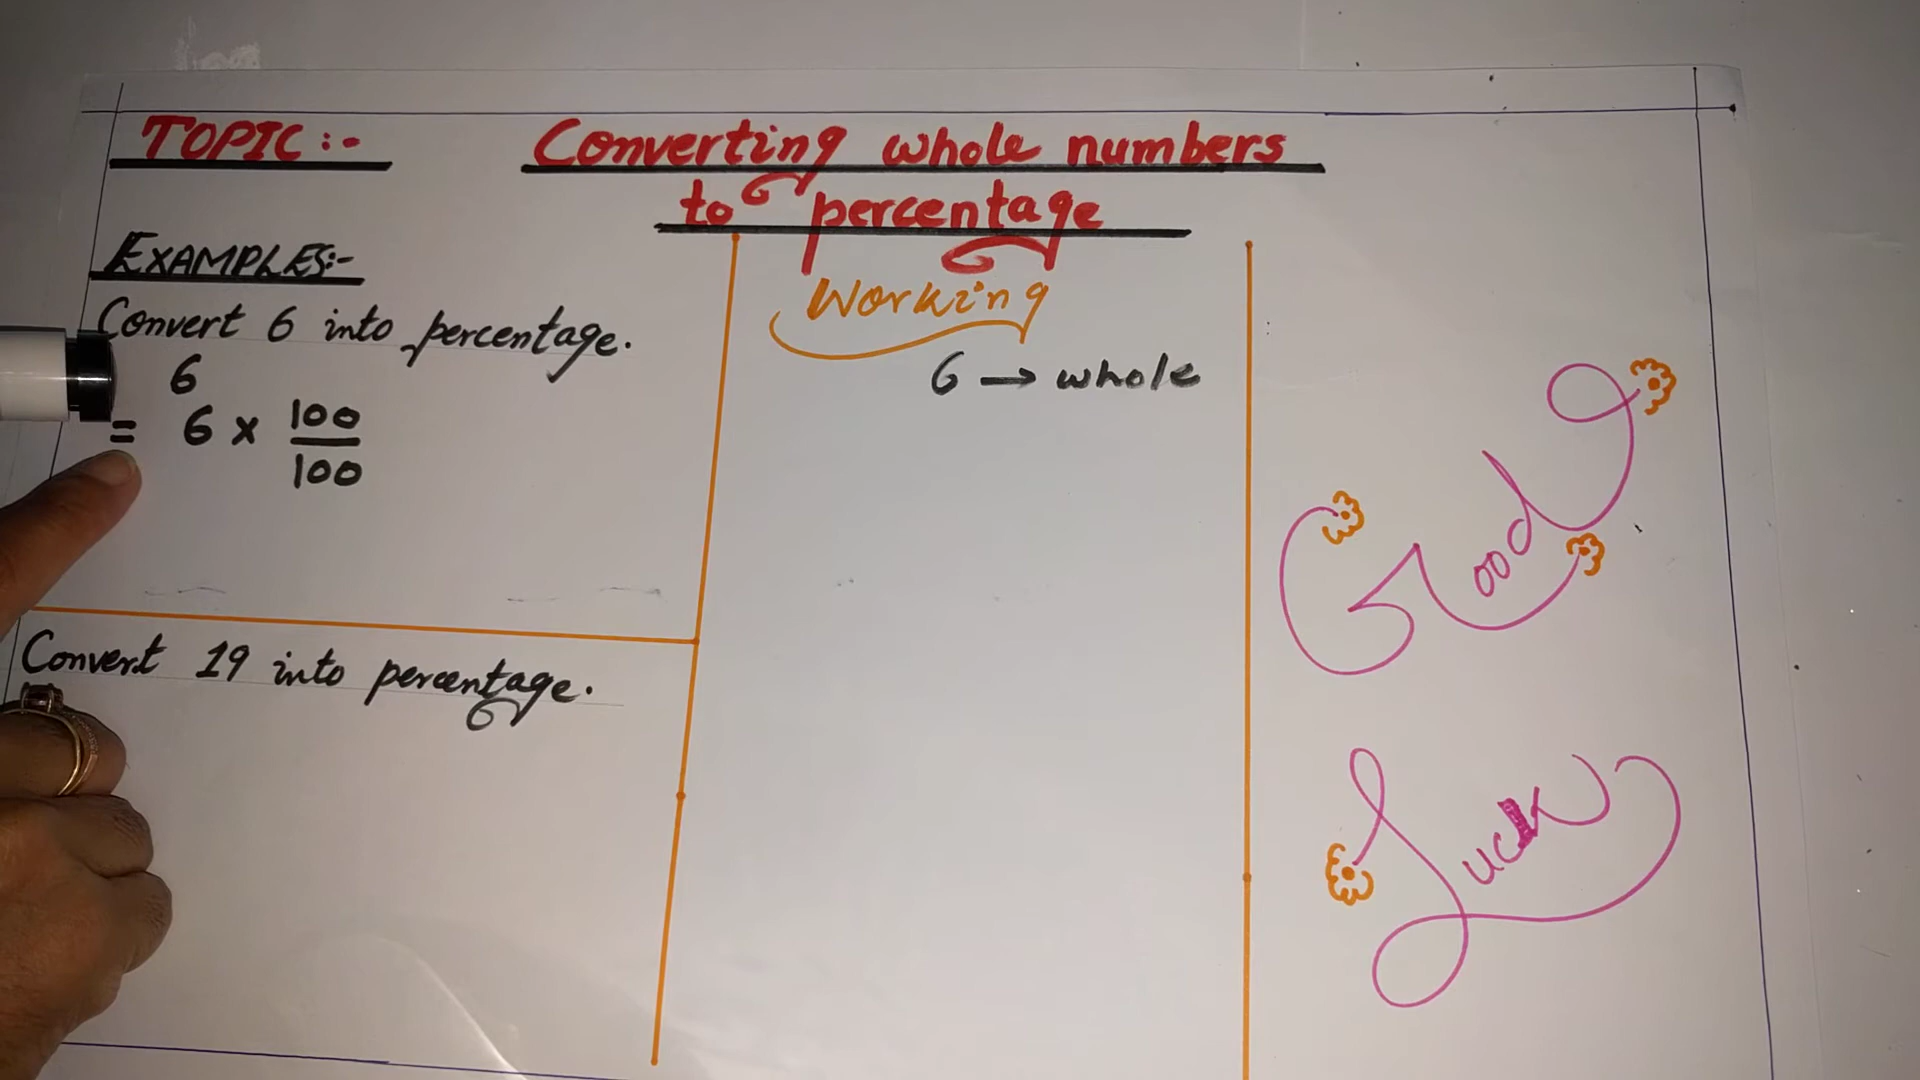 TOPIC:- Converting whole numbers
to percentage
EXAMPLES:-
Convert 6 into percentage.
6
= 6 × 100/100
Convert 19 into percentage.
Working
6 → whole
Good
Luck